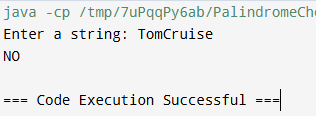 java -cp /tmp/7uPqqPy6ab/PalindromeChe
Enter a string: TomCruise
NO
=== Code Execution Successful ===